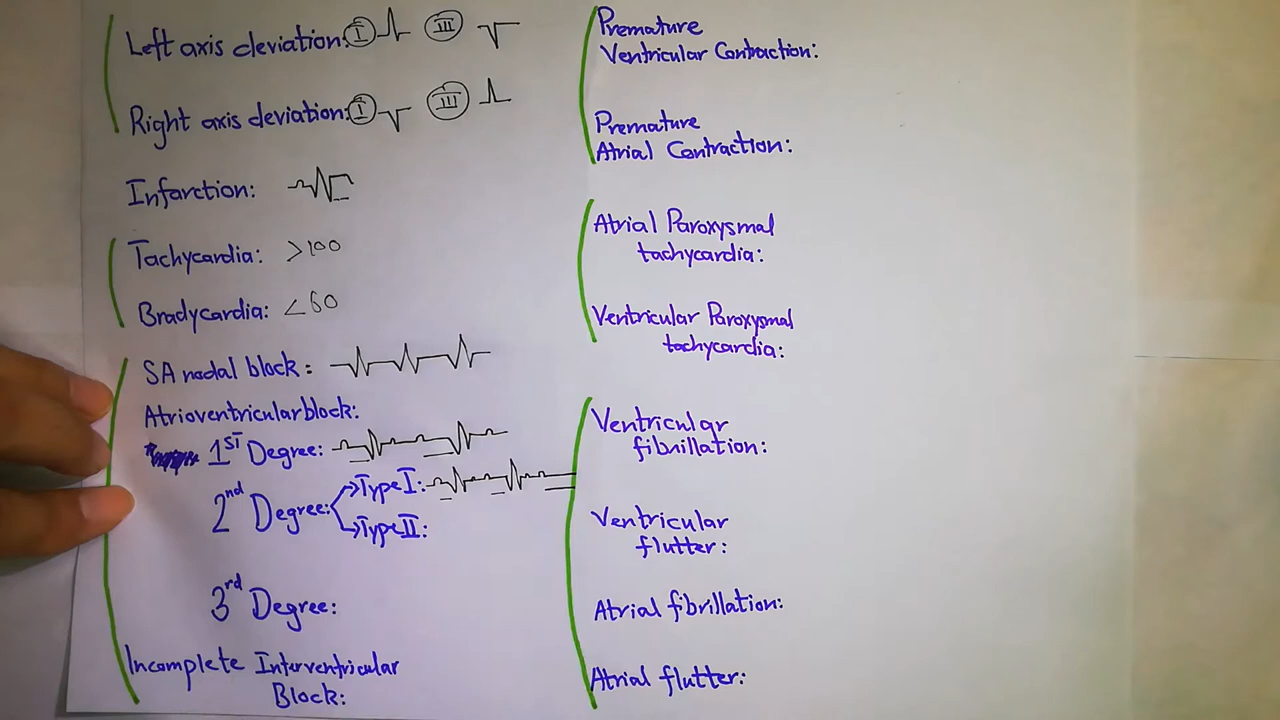 Left axis deviation: I III
Right axis deviation: I III
Infarction:
Tachycardia: >100
Bradycardia: <60
SA nodal block:
Atrioventricular block:
1ST Degree:
2nd Degree: Type I:
Type II:
3rd Degree:
Incomplete Interventricular
Block:
Premature
Ventricular Contraction:
Premature
Atrial Contraction:
Atrial Paroxysmal
tachycardia:
Ventricular Paroxysmal
tachycardia:
Ventricular
fibrillation:
Ventricular
flutter:
Atrial fibrillation:
Atrial flutter: